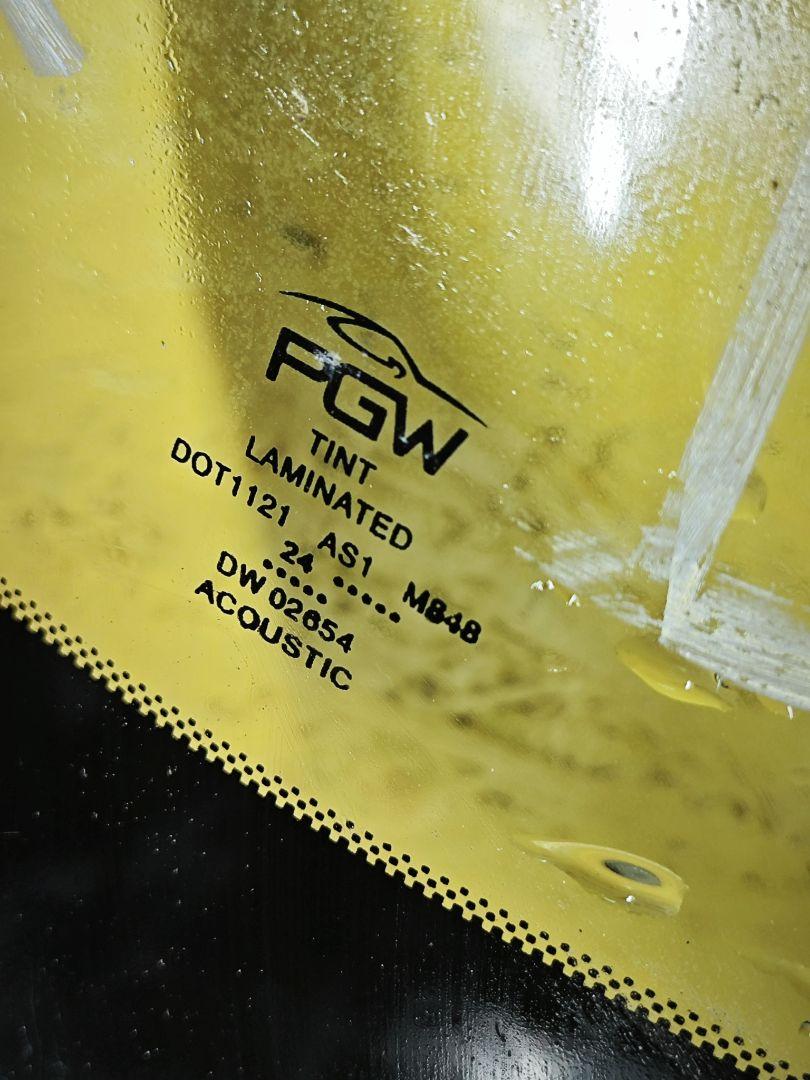 PGW
TINT
LAMINATED
DOT1121 AS1 M848
24
..... .....
DW 02654
ACOUSTIC